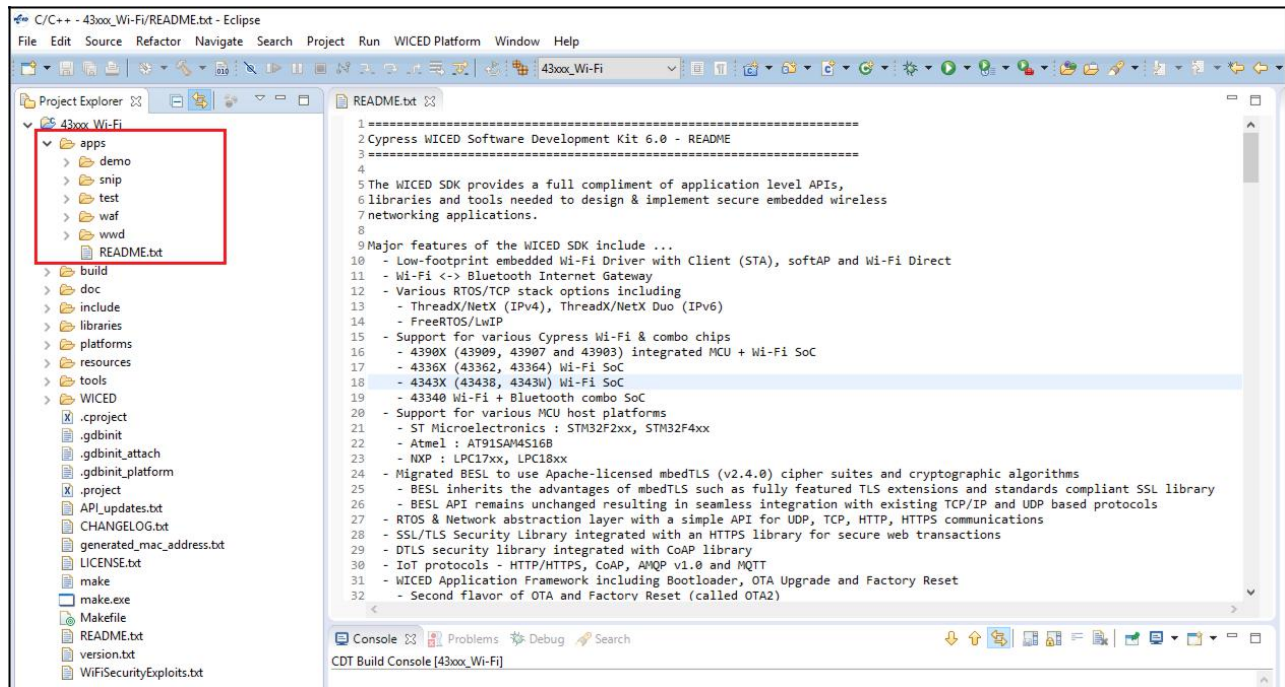 C/C++ - 43xxx_Wi-Fi/README.txt - Eclipse
File Edit Source Refactor Navigate Search Project Run WICED Platform Window Help
43xxx_Wi-Fi
Project Explorer
43xxx_Wi-Fi
apps
demo
snip
test
waf
wwd
README.txt
build
doc
include
libraries
platforms
resources
tools
WICED
.cproject
.gdbinit
.gdbinit_attach
.gdbinit_platform
.project
API_updates.txt
CHANGELOG.txt
generated_mac_address.txt
LICENSE.txt
make
make.exe
Makefile
README.txt
version.txt
WiFiSecurityExploits.txt
README.txt
1 ====================================================================
2 Cypress WICED Software Development Kit 6.0 - README
3 ====================================================================
4
5 The WICED SDK provides a full compliment of application level APIs,
6 libraries and tools needed to design & implement secure embedded wireless
7 networking applications.
8
9 Major features of the WICED SDK include ...
10 - Low-footprint embedded Wi-Fi Driver with Client (STA), softAP and Wi-Fi Direct
11 - Wi-Fi <-> Bluetooth Internet Gateway
12 - Various RTOS/TCP stack options including
13 - ThreadX/NetX (IPv4), ThreadX/NetX Duo (IPv6)
14 - FreeRTOS/LwIP
15 - Support for various Cypress Wi-Fi & combo chips
16 - 4390X (43909, 43907 and 43903) integrated MCU + Wi-Fi SoC
17 - 4336X (43362, 43364) Wi-Fi SoC
18 - 4343X (43438, 4343W) Wi-Fi SoC
19 - 43340 Wi-Fi + Bluetooth combo SoC
20 - Support for various MCU host platforms
21 - ST Microelectronics : STM32F2xx, STM32F4xx
22 - Atmel : AT91SAM4S16B
23 - NXP : LPC17xx, LPC18xx
24 - Migrated BESL to use Apache-licensed mbedTLS (v2.4.0) cipher suites and cryptographic algorithms
25 - BESL inherits the advantages of mbedTLS such as fully featured TLS extensions and standards compliant SSL library
26 - BESL API remains unchanged resulting in seamless integration with existing TCP/IP and UDP based protocols
27 - RTOS & Network abstraction layer with a simple API for UDP, TCP, HTTP, HTTPS communications
28 - SSL/TLS Security Library integrated with an HTTPS library for secure web transactions
29 - DTLS security library integrated with CoAP library
30 - IoT protocols - HTTP/HTTPS, CoAP, AMQP v1.0 and MQTT
31 - WICED Application Framework including Bootloader, OTA Upgrade and Factory Reset
32 - Second flavor of OTA and Factory Reset (called OTA2)
Console Problems Debug Search
CDT Build Console [43xxx_Wi-Fi]